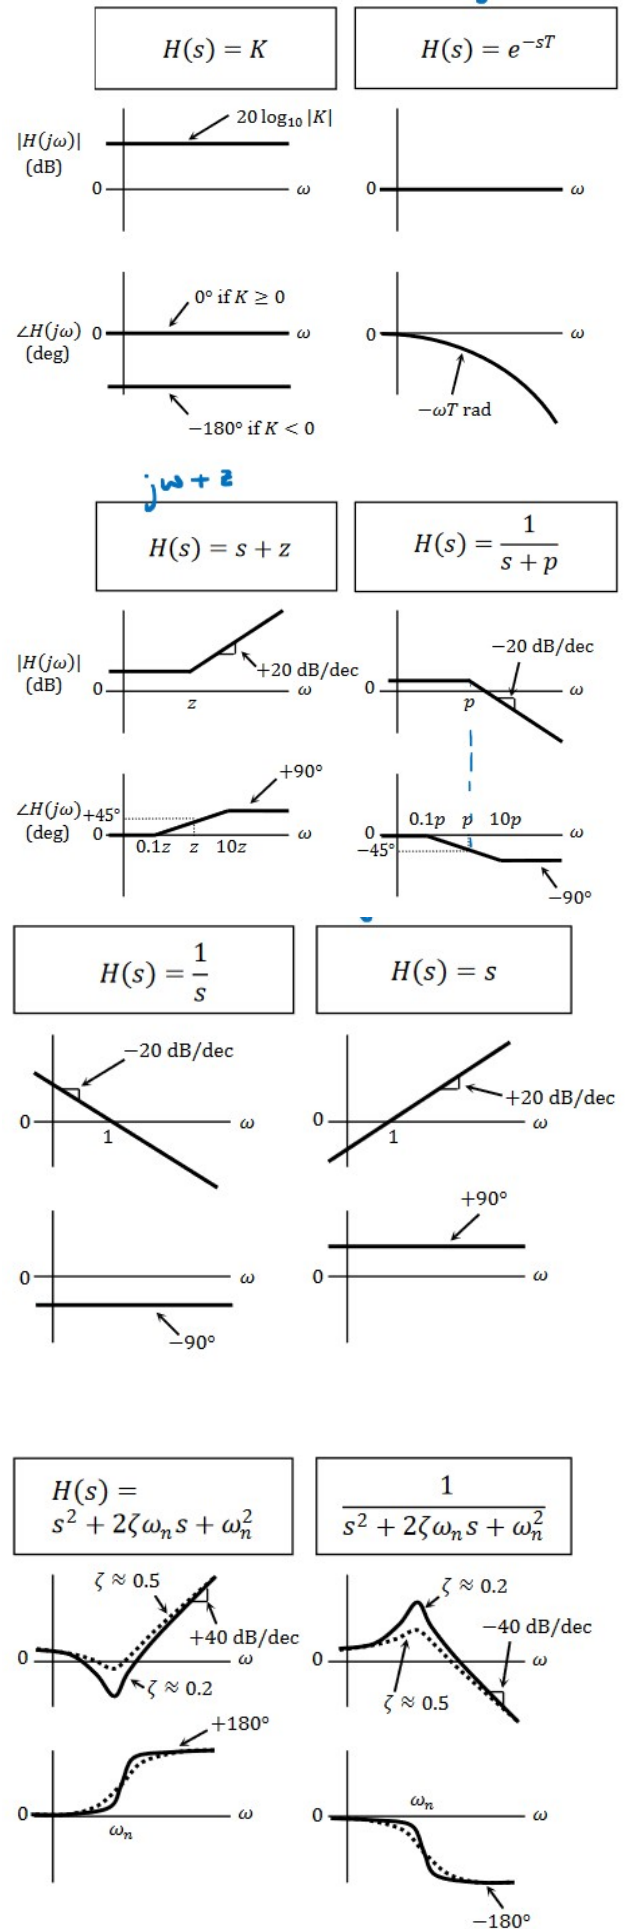 H(s) = K
H(s) = e^{-sT}
20 log₁₀ |K|
|H(jω)|
(dB)
0
ω
0
ω
0° if K ≥ 0
∠H(jω)
(deg)
0
ω
−180° if K < 0
0
ω
−ωT rad
jω + z
H(s) = s + z
H(s) = 1/(s + p)
|H(jω)|
(dB)
0
+20 dB/dec
ω
z
−20 dB/dec
0
ω
p
+90°
∠H(jω)
(deg)
+45°
0
ω
0.1z z 10z
0.1p p 10p
0
ω
−45°
−90°
H(s) = 1/s
H(s) = s
−20 dB/dec
0
ω
1
+20 dB/dec
0
ω
1
0
ω
−90°
+90°
0
ω
H(s) =
s² + 2ζωₙs + ωₙ²
1/(s² + 2ζωₙs + ωₙ²)
ζ ≈ 0.5
+40 dB/dec
0
ω
ζ ≈ 0.2
ζ ≈ 0.2
−40 dB/dec
0
ω
ζ ≈ 0.5
+180°
0
ω
ωₙ
ωₙ
0
ω
−180°